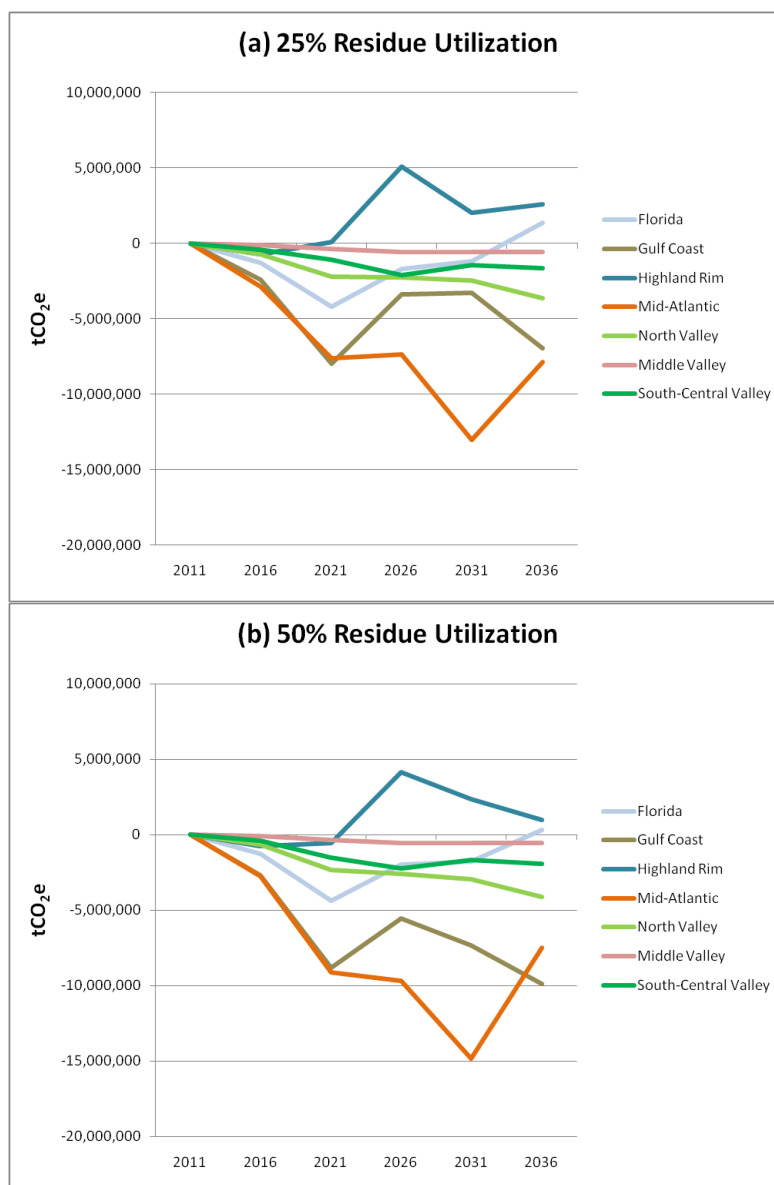 (a) 25% Residue Utilization
10,000,000
5,000,000
0
-5,000,000
-10,000,000
-15,000,000
-20,000,000
tCO₂e
2011 2016 2021 2026 2031 2036
Florida
Gulf Coast
Highland Rim
Mid-Atlantic
North Valley
Middle Valley
South-Central Valley
(b) 50% Residue Utilization
10,000,000
5,000,000
0
-5,000,000
-10,000,000
-15,000,000
-20,000,000
tCO₂e
2011 2016 2021 2026 2031 2036
Florida
Gulf Coast
Highland Rim
Mid-Atlantic
North Valley
Middle Valley
South-Central Valley